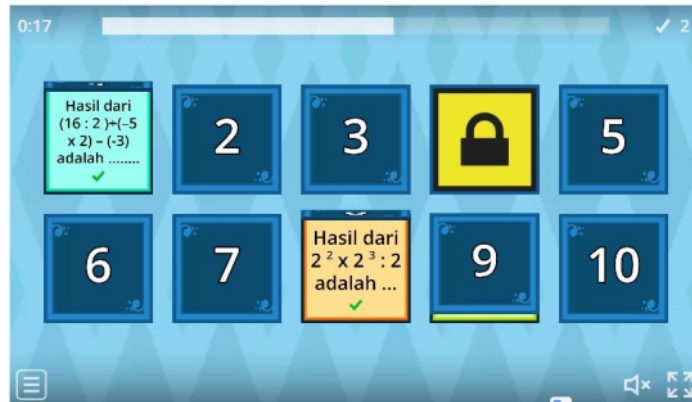 0:17
✓ 2
Hasil dari
(16 : 2 )÷(–5
x 2) – (-3)
adalah ........
2
3
5
6
7
Hasil dari
2 ² x 2 ³ : 2
adalah ...
9
10